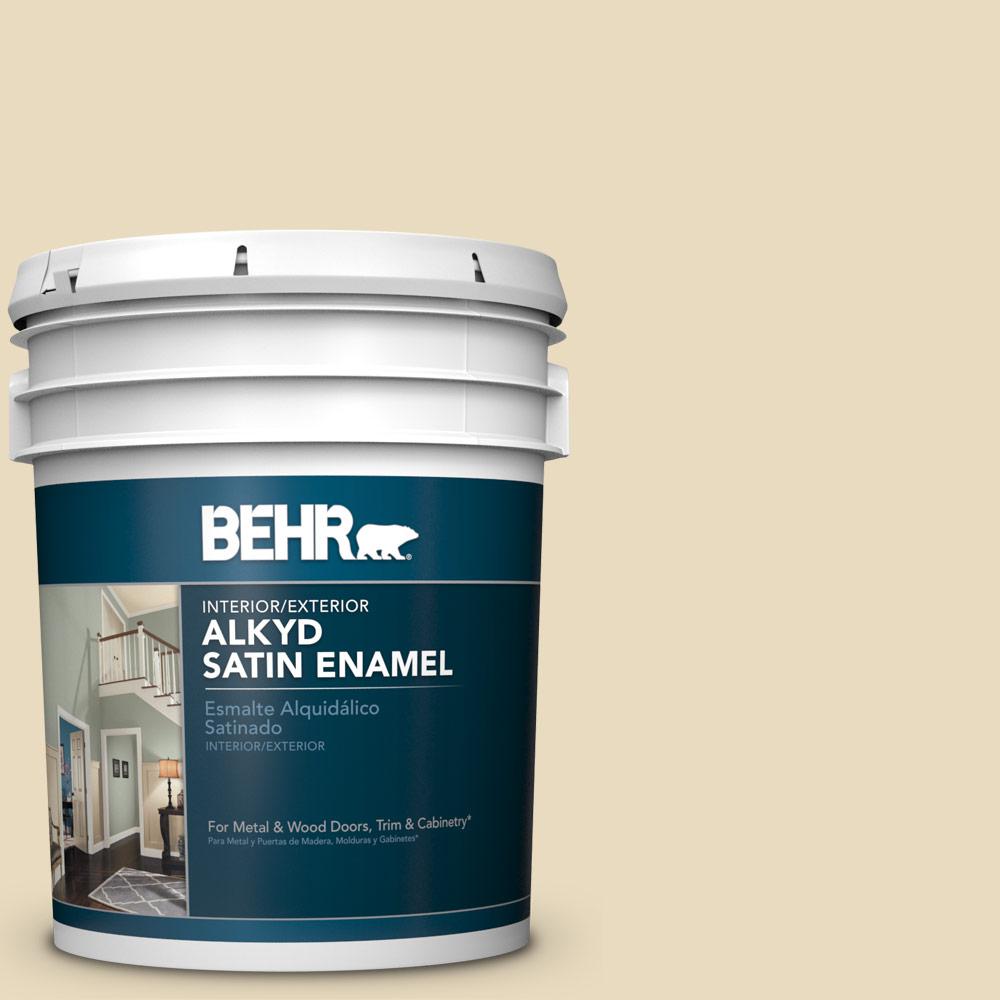 BEHR
INTERIOR/EXTERIOR
ALKYD
SATIN ENAMEL
Esmalte Alquidálico
Satinado
INTERIOR/EXTERIOR
For Metal & Wood Doors, Trim & Cabinetry*
Para Metal y Puertas de Madera, Molduras y Gabinetes*